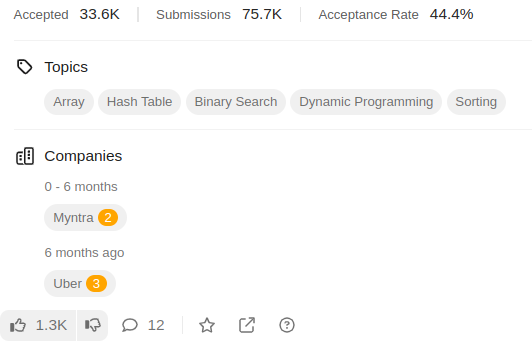 Accepted 33.6K Submissions 75.7K Acceptance Rate 44.4%
Topics
Array Hash Table Binary Search Dynamic Programming Sorting
Companies
0 - 6 months
Myntra 2
6 months ago
Uber 3
1.3K 12